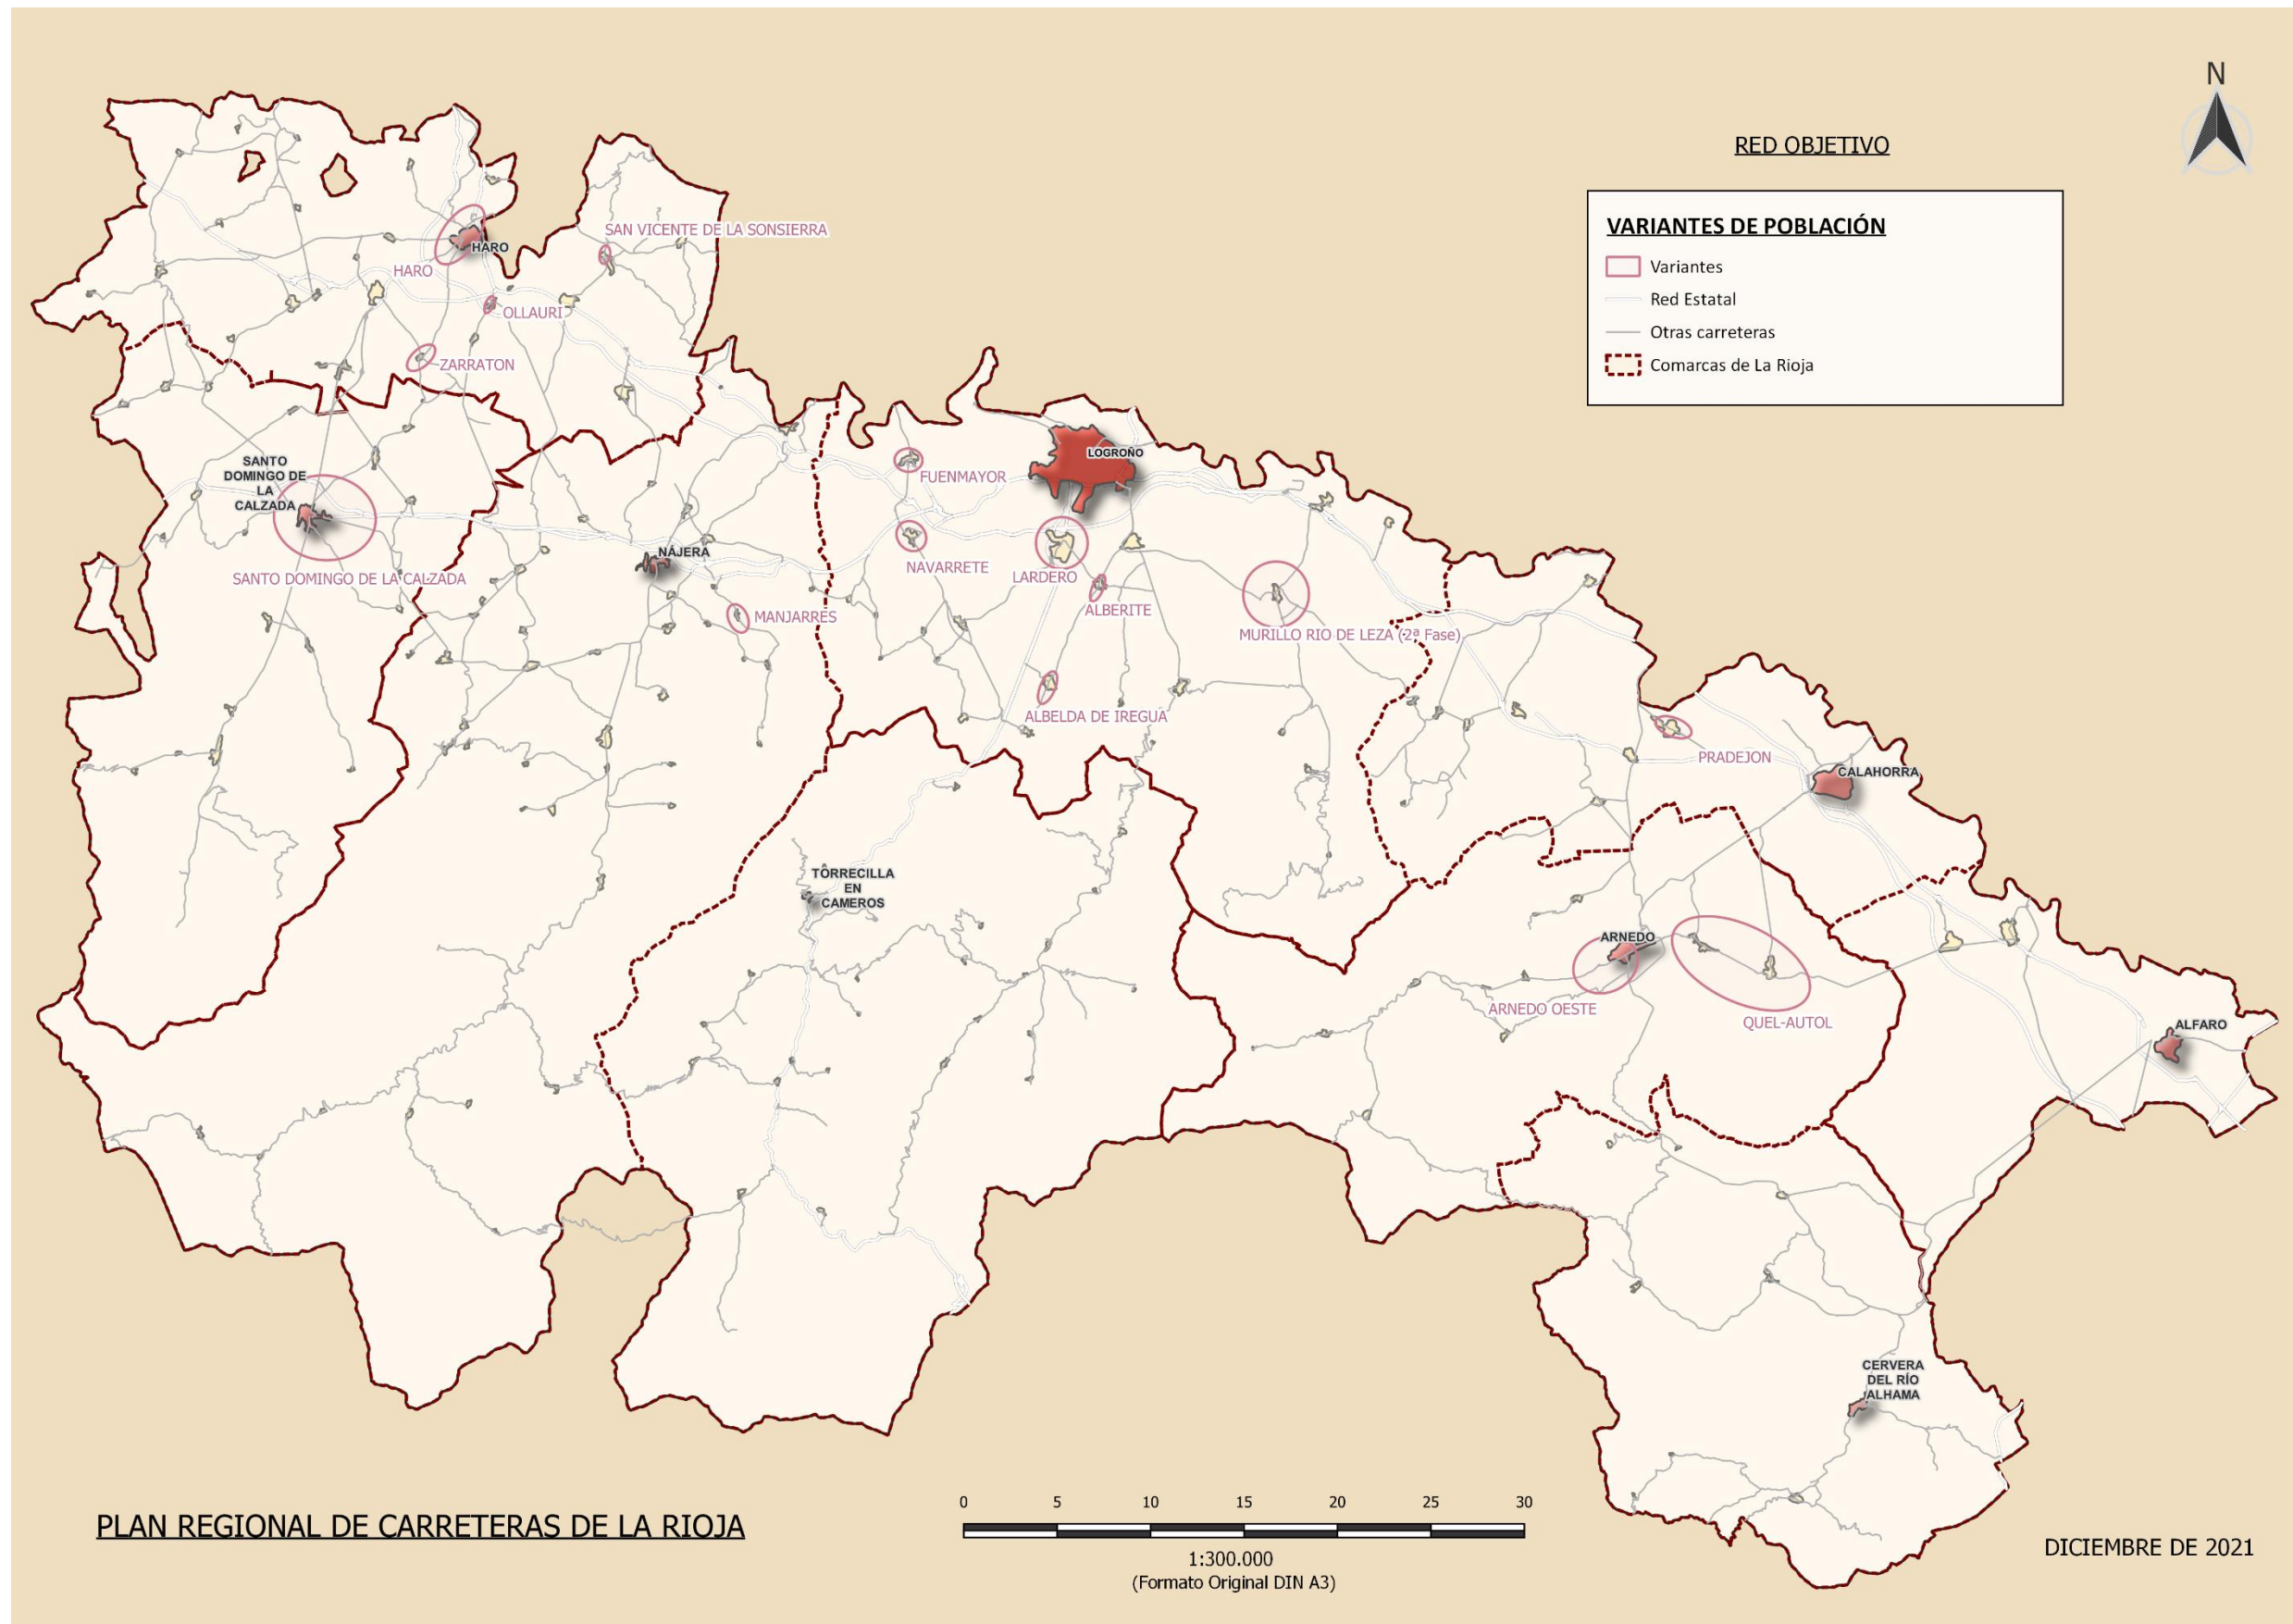 N
RED OBJETIVO
VARIANTES DE POBLACIÓN
Variantes
Red Estatal
Otras carreteras
Comarcas de La Rioja
SAN VICENTE DE LA SONSIERRA
HARO
HARO
OLLAURI
ZARRATON
SANTO
DOMINGO DE
LA
CALZADA
SANTO DOMINGO DE LA CALZADA
NÁJERA
MANJARRES
LOGROÑO
FUENMAYOR
NAVARRETE
LARDERO
ALBERITE
MURILLO RIO DE LEZA (2ª Fase)
ALBELDA DE IREGUA
PRADEJON
CALAHORRA
TORRECILLA
EN
CAMEROS
ARNEDO
ARNEDO OESTE
QUEL-AUTOL
ALFARO
CERVERA
DEL RÍO
ALHAMA
PLAN REGIONAL DE CARRETERAS DE LA RIOJA
0 5 10 15 20 25 30
1:300.000
(Formato Original DIN A3)
DICIEMBRE DE 2021